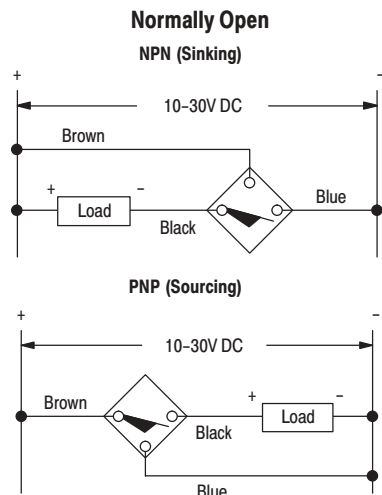 Normally Open
NPN (Sinking)
+ –
10–30V DC
Brown
+ –
Load
Blue
Black
PNP (Sourcing)
+ –
10–30V DC
Brown
+ –
Load
Black
Blue